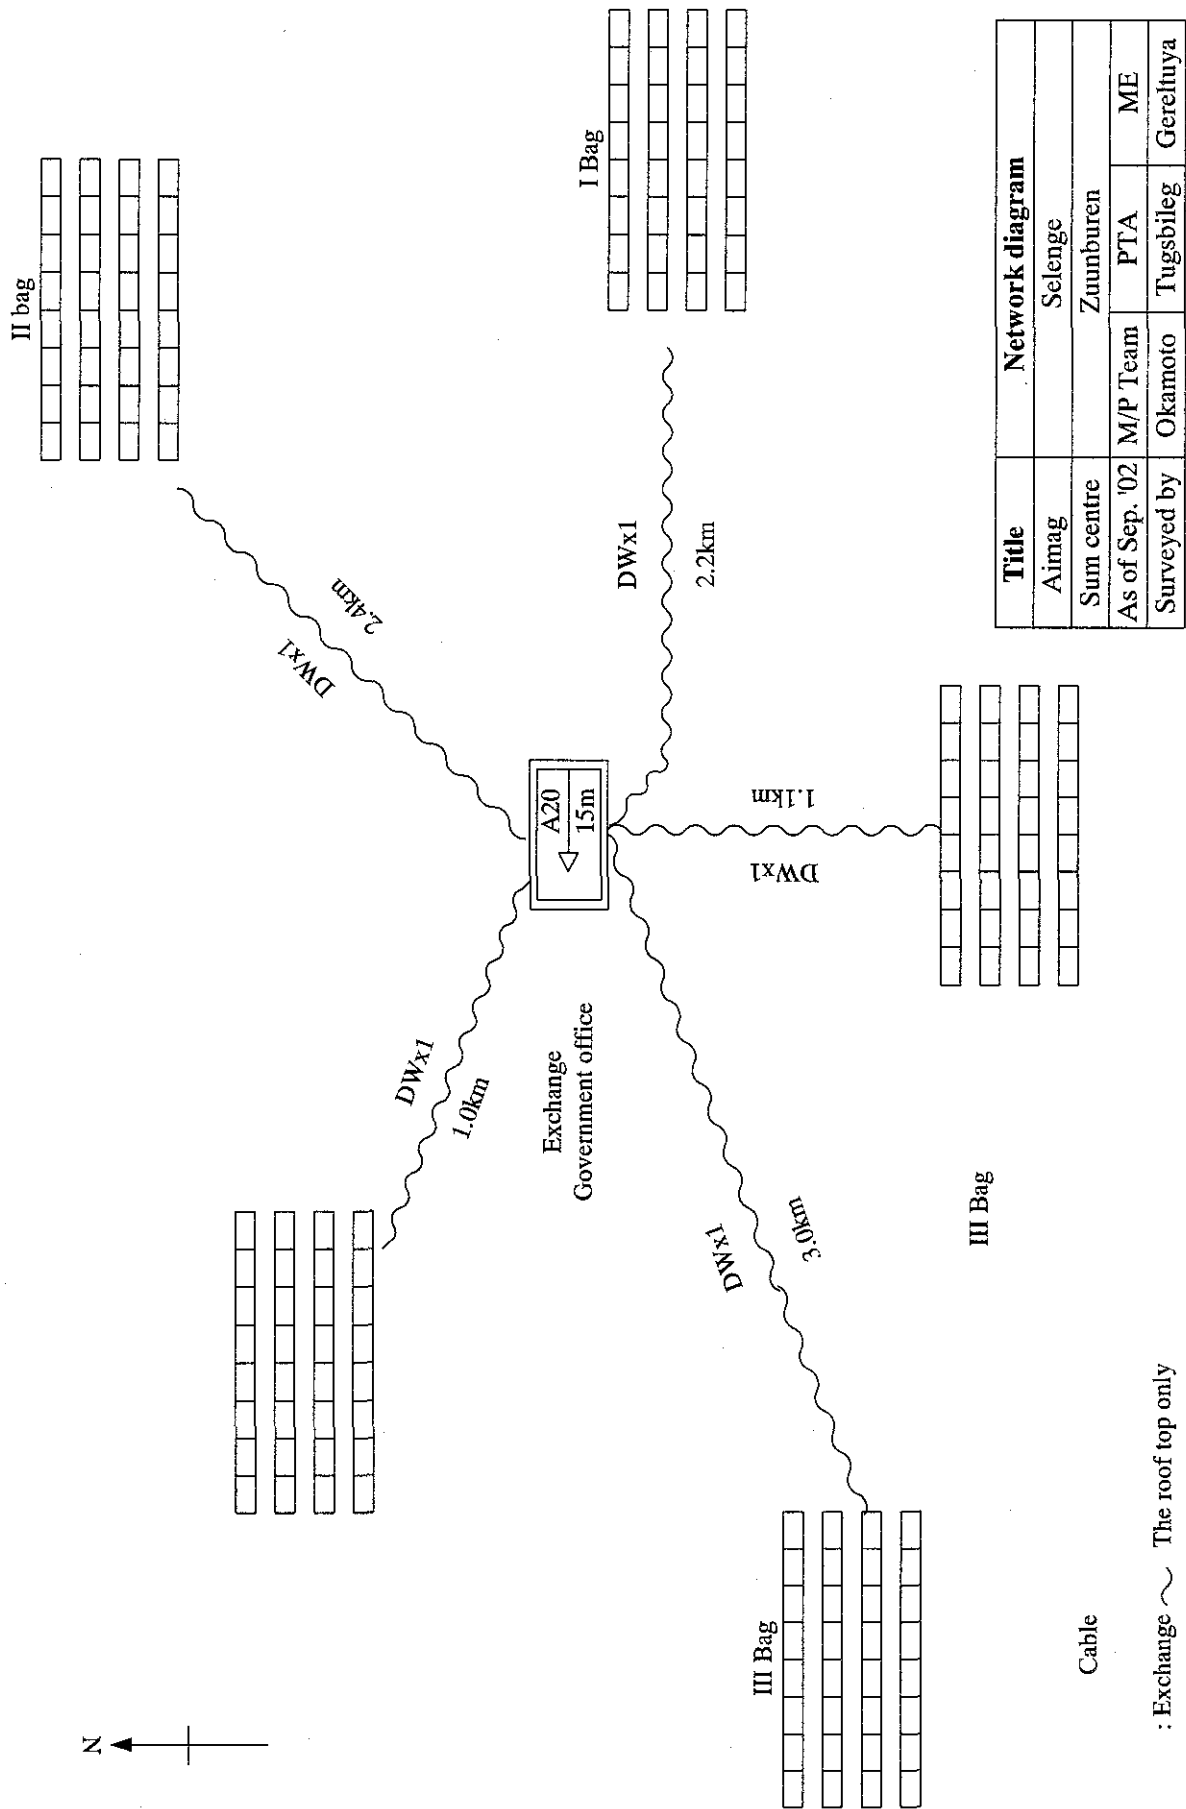 N
II bag
I Bag
DWx1
2.4km
DWx1
2.2km
A20
15m
DWx1
1.1km
DWx1
1.0km
Exchange
Government office
DWx1
3.0km
III Bag
III Bag
Cable
: Exchange ~ The roof top only
Title Network diagram
Aimag Selenge
Sum centre Zuunburen
As of Sep. '02 M/P Team PTA ME
Surveyed by Okamoto Tugsbileg Gereltuya